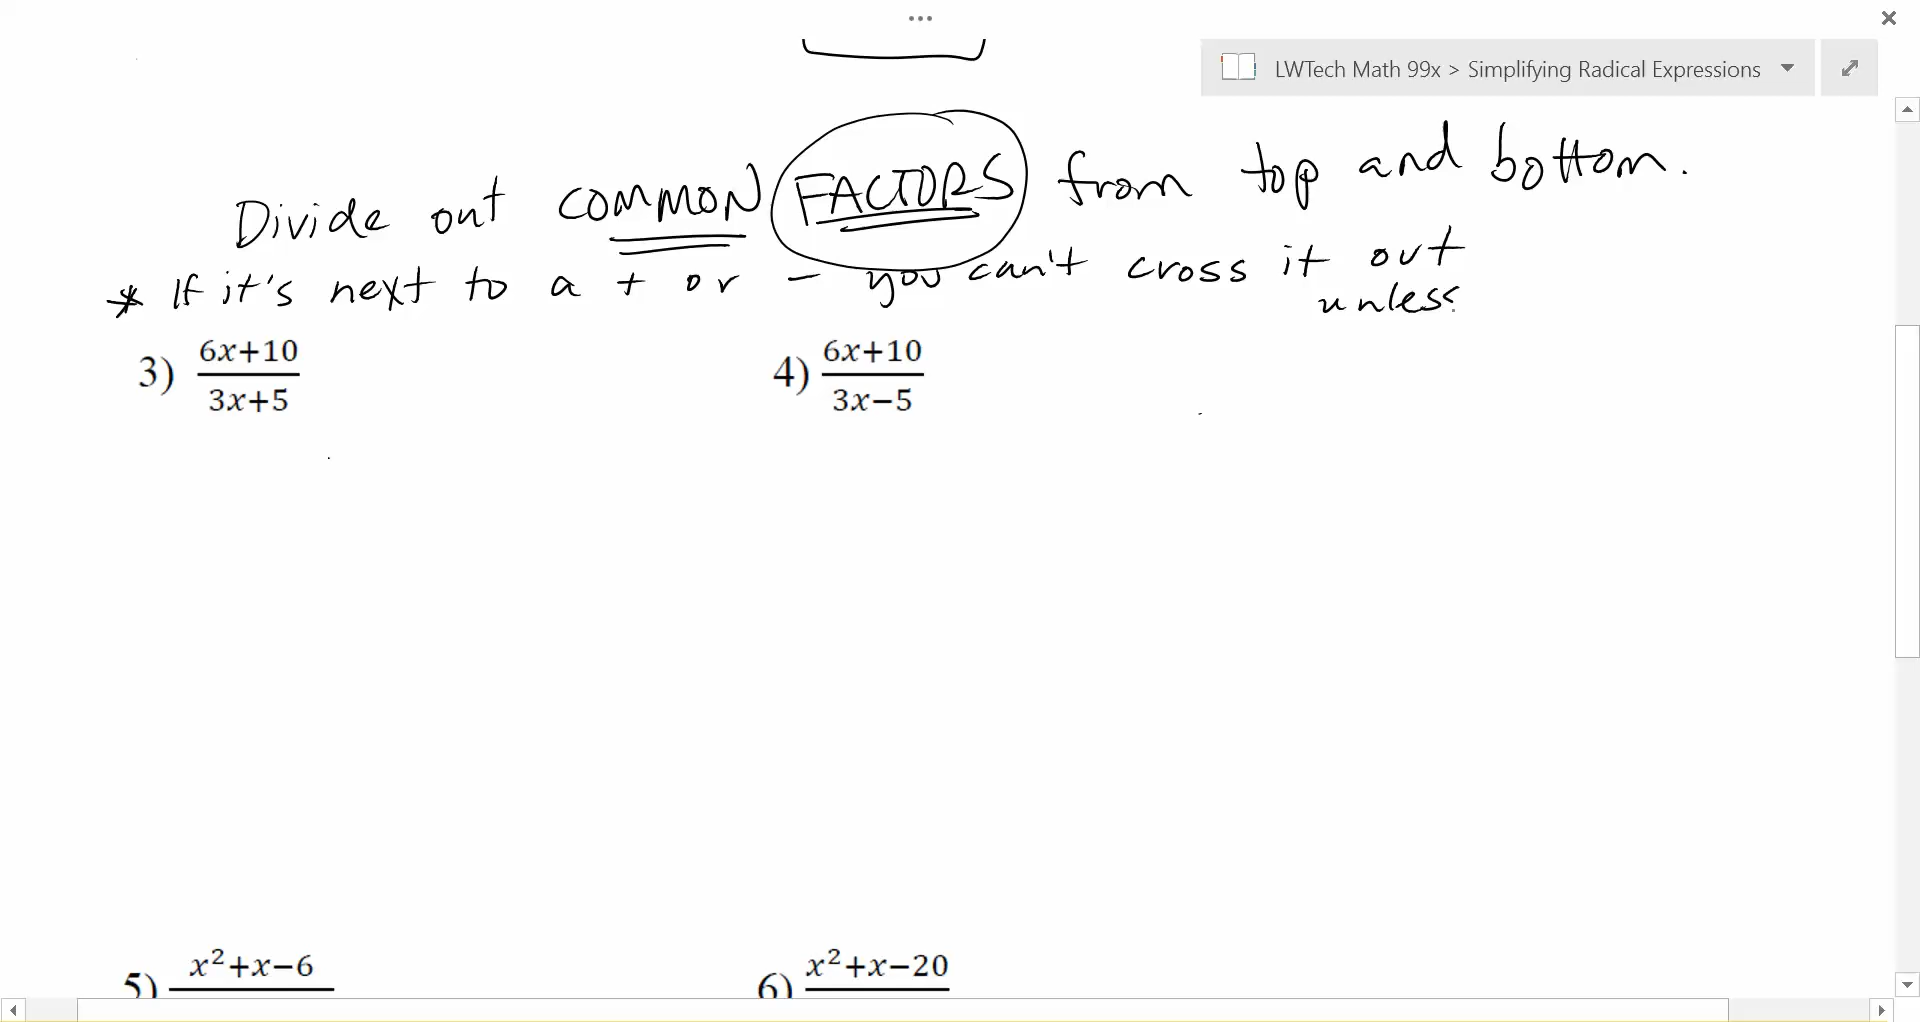 ...
LWTech Math 99x > Simplifying Radical Expressions
Divide out COMMON FACTORS from top and bottom.
* If it's next to a + or - you can't cross it out
unless
3) 6x+10
3x+5
4) 6x+10
3x−5
5) x²+x−6
6) x²+x−20